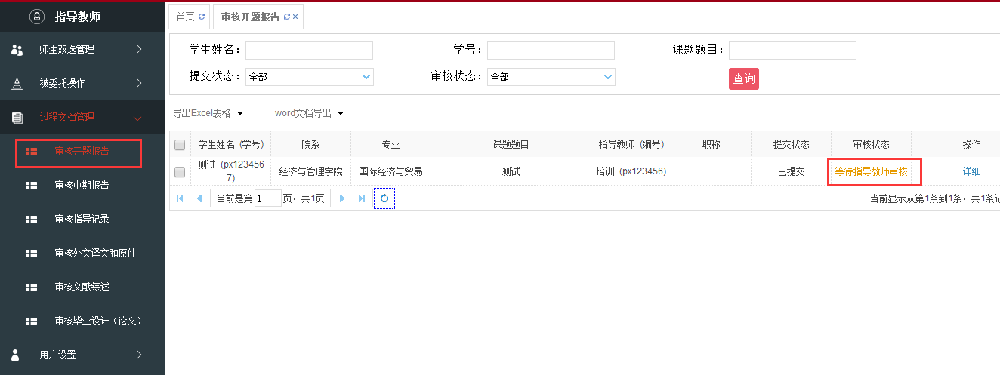 指导教师
师生双选管理
被委托操作
过程文档管理
审核开题报告
审核中期报告
审核指导记录
审核外文译文和原件
审核文献综述
审核毕业设计（论文）
用户设置
首页 审核开题报告
学生姓名： 学号： 课题题目：
提交状态： 全部 审核状态： 全部 查询
导出Excel表格 word文档导出
学生姓名（学号） 院系 专业 课题题目 指导教师（编号） 职称 提交状态 审核状态 操作
测试（px123456
7） 经济与管理学院 国际经济与贸易 测试 培训（px123456） 已提交 等待指导教师审核 详细
当前是第 1 页，共1页 当前显示从第1条到1条，共1条